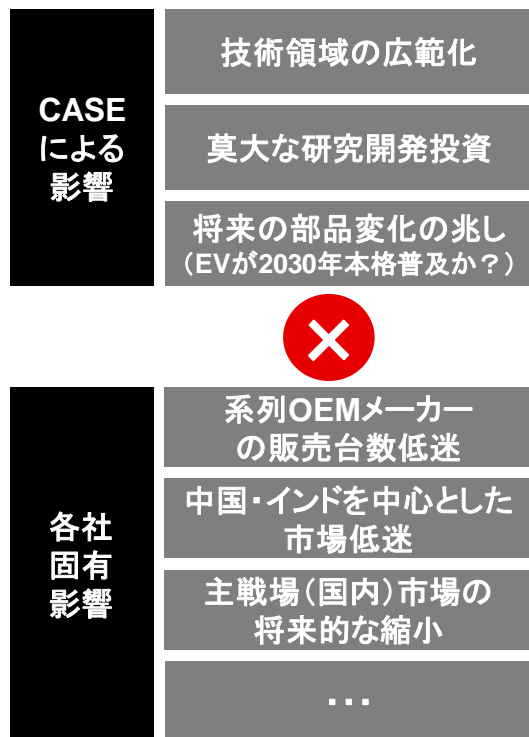 CASE
による
影響
技術領域の広範化
莫大な研究開発投資
将来の部品変化の兆し
（EVが2030年本格普及か？）
×
各社
固有
影響
系列OEMメーカー
の販売台数低迷
中国・インドを中心とした
市場低迷
主戦場（国内）市場の
将来的な縮小
・・・